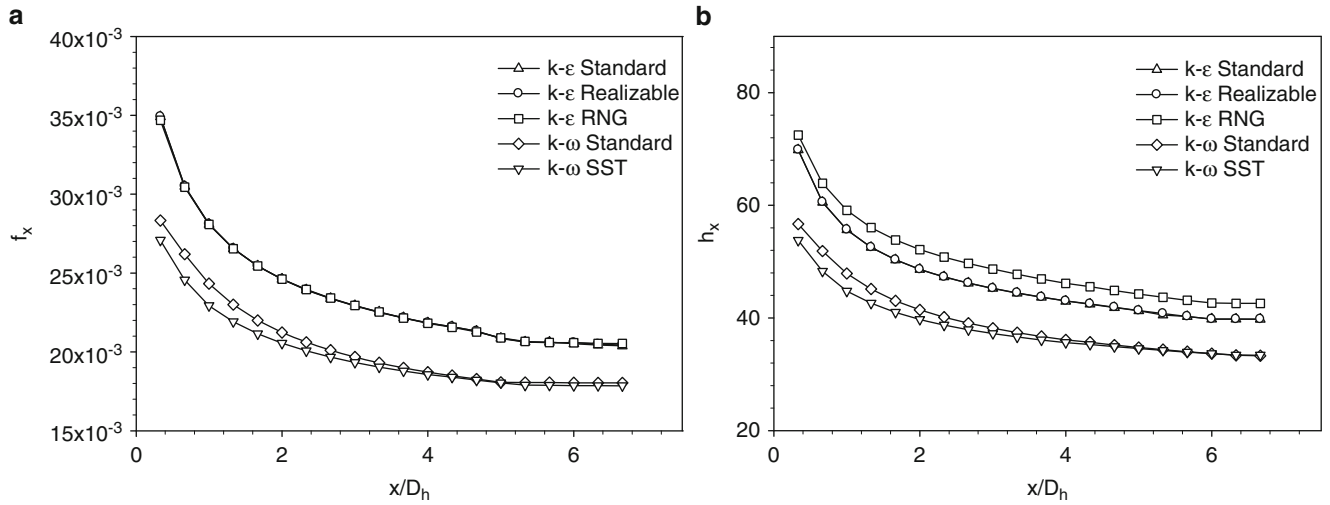 a
40x10⁻³
35x10⁻³
30x10⁻³
25x10⁻³
20x10⁻³
15x10⁻³
fₓ
k-ε Standard
k-ε Realizable
k-ε RNG
k-ω Standard
k-ω SST
0 2 4 6
x/Dₕ
b
80
60
40
20
hₓ
k-ε Standard
k-ε Realizable
k-ε RNG
k-ω Standard
k-ω SST
0 2 4 6
x/Dₕ